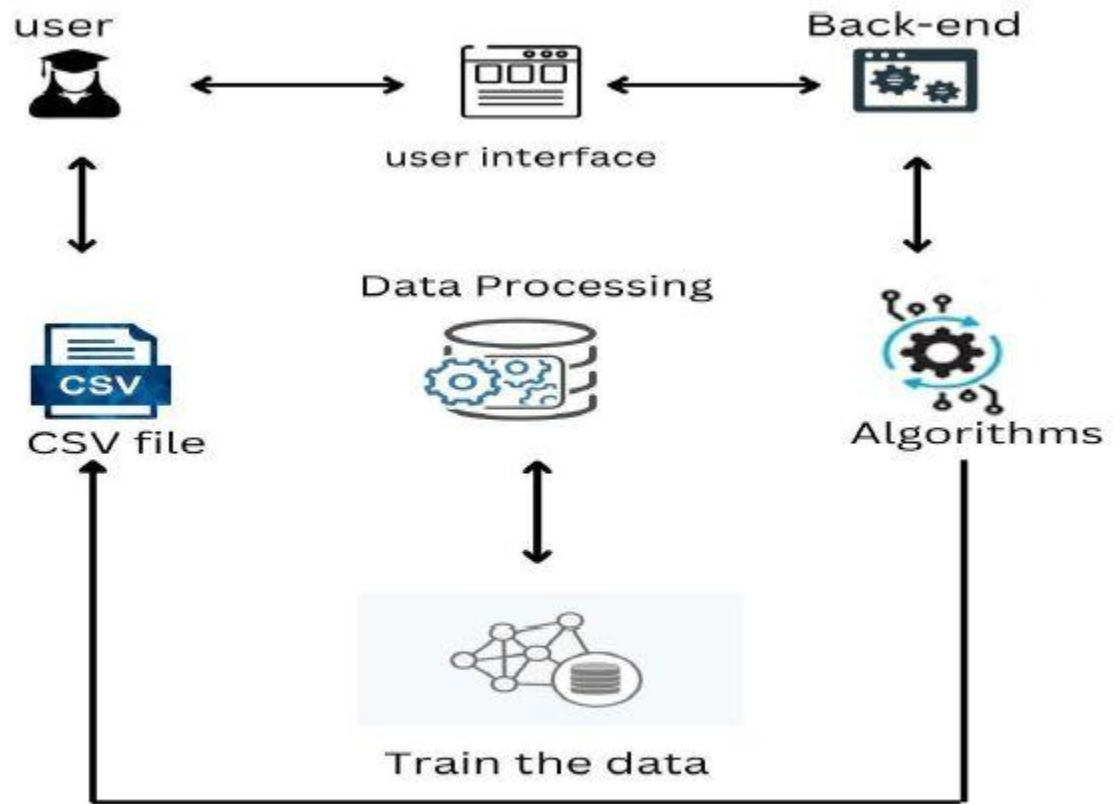 user
Back-end
user interface
Data Processing
CSV
CSV file
Algorithms
Train the data